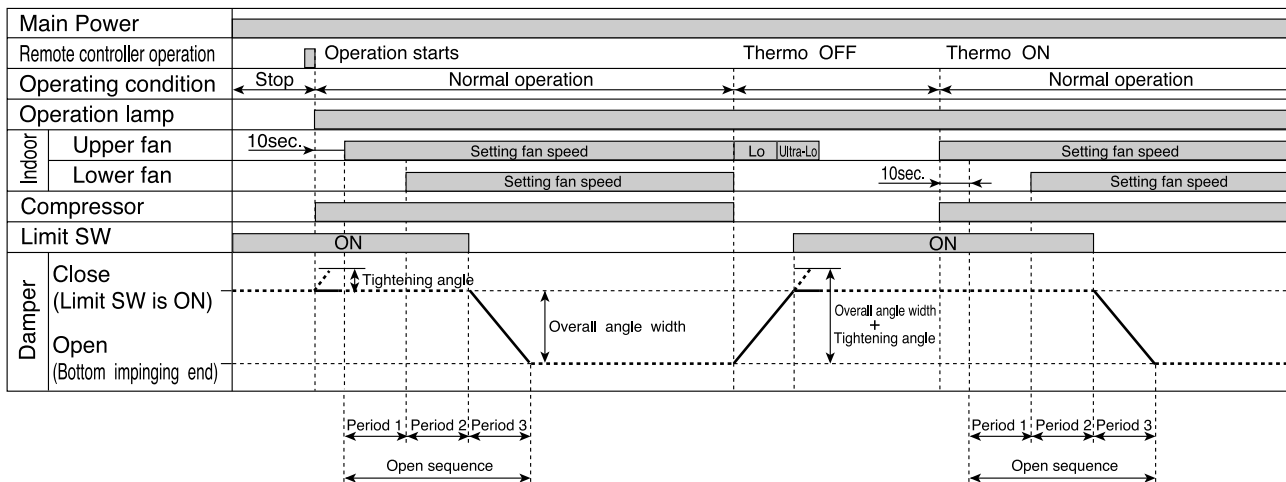 Main Power
Remote controller operation
Operation starts
Thermo OFF
Thermo ON
Operating condition
Stop
Normal operation
Normal operation
Operation lamp
Indoor
Upper fan
10sec.
Setting fan speed
Lo
Ultra-Lo
Setting fan speed
Lower fan
Setting fan speed
10sec.
Setting fan speed
Compressor
Limit SW
ON
ON
Damper
Close
(Limit SW is ON)
Tightening angle
Overall angle width
Overall angle width
+
Tightening angle
Open
(Bottom impinging end)
Period 1
Period 2
Period 3
Period 1
Period 2
Period 3
Open sequence
Open sequence